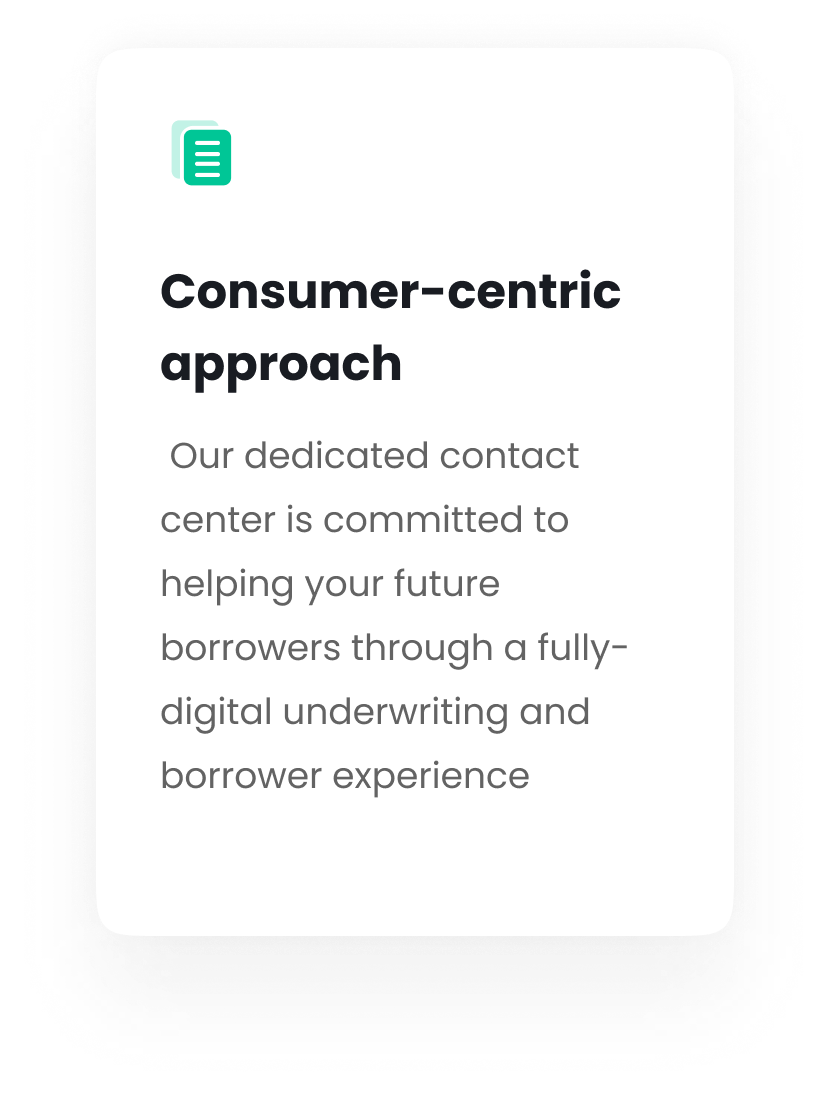 Consumer-centric
approach
Our dedicated contact
center is committed to
helping your future
borrowers through a fully-
digital underwriting and
borrower experience